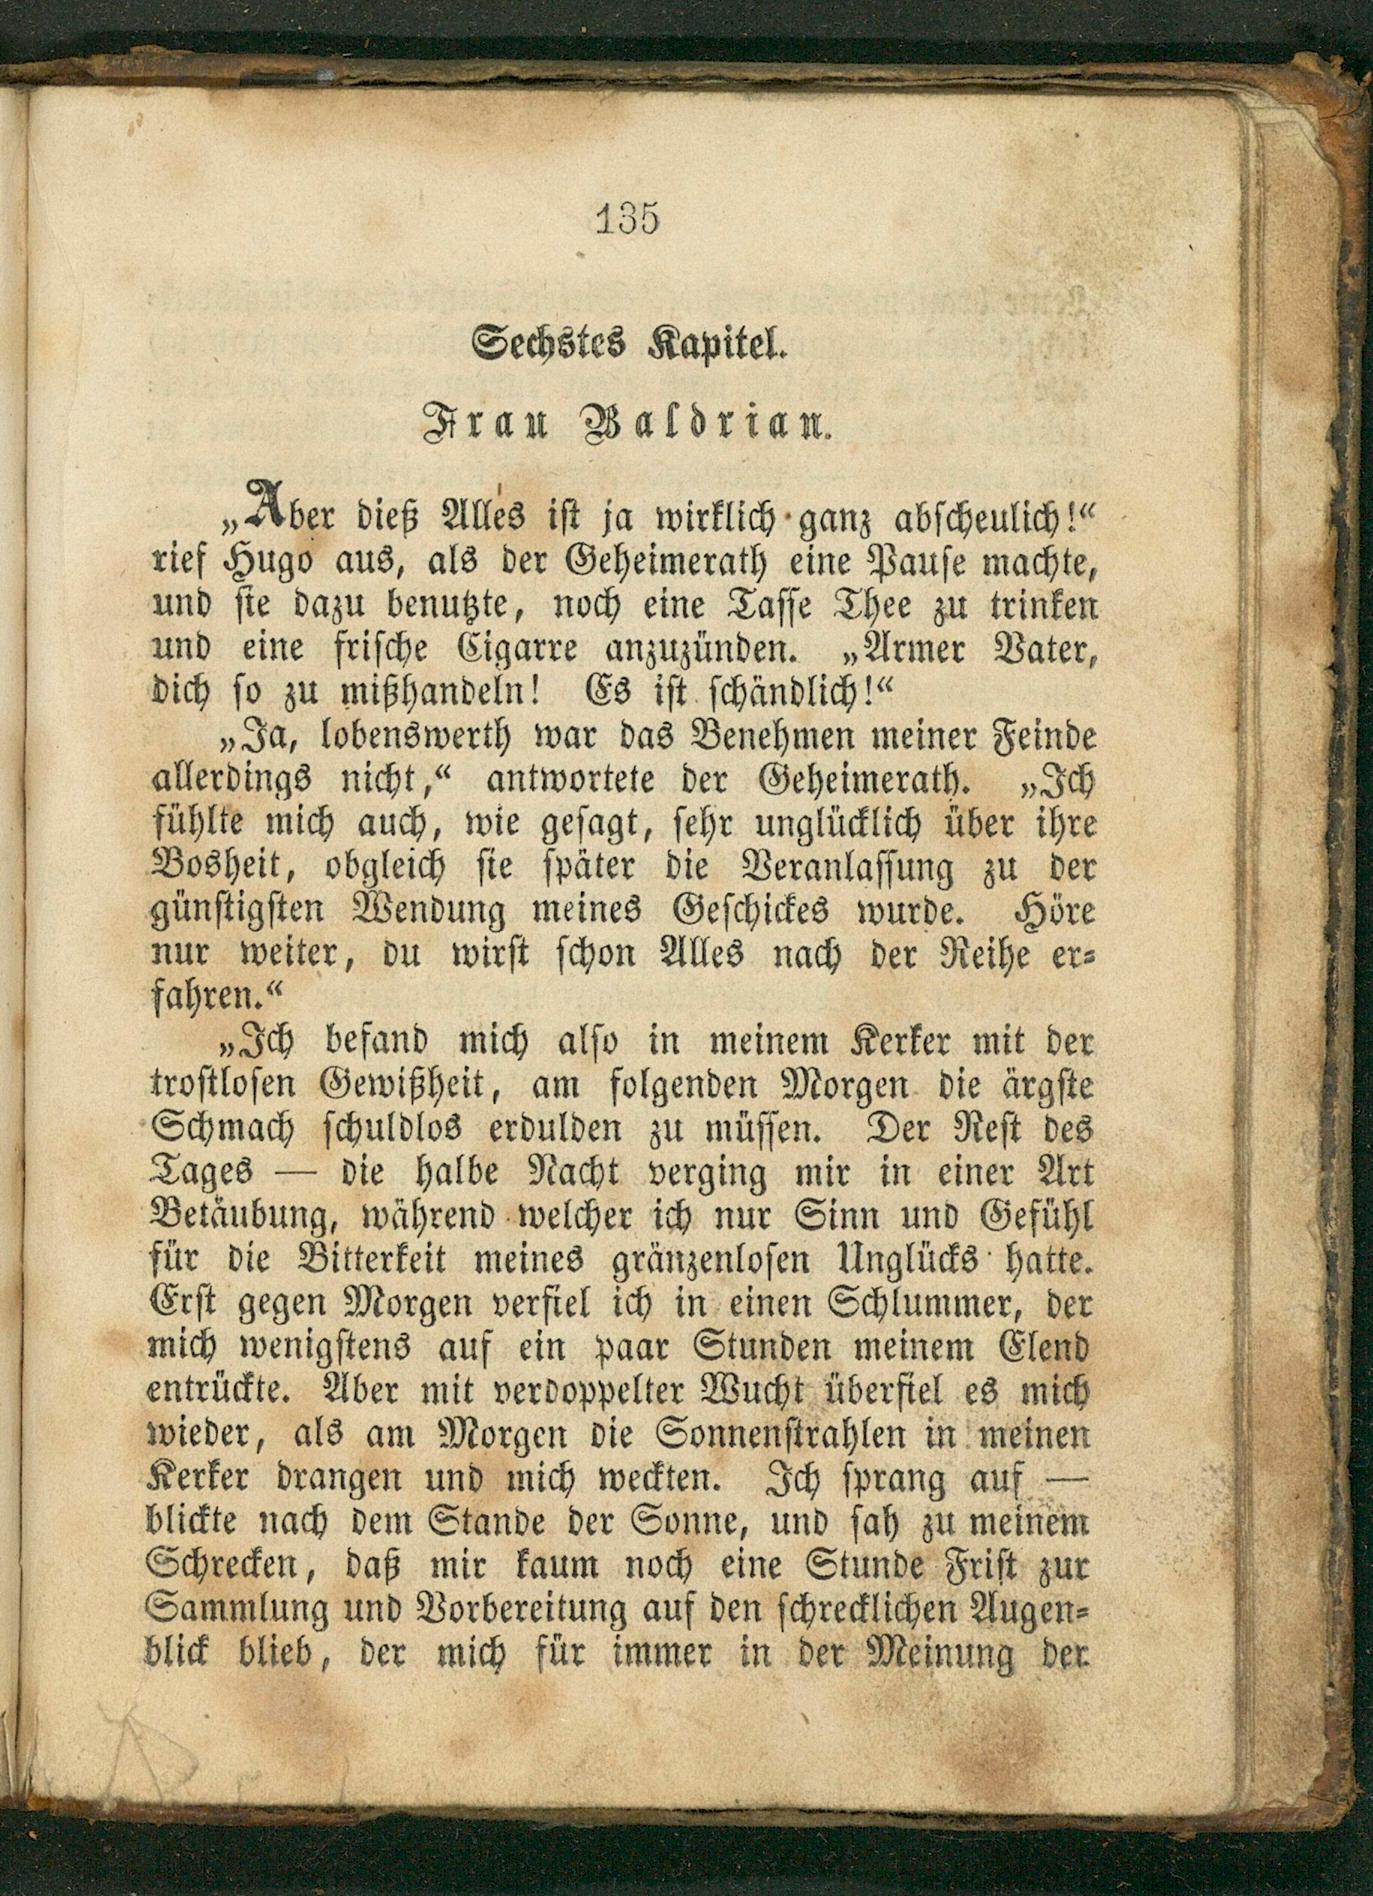 135
Sechstes Kapitel.
Frau Baldrian.
„Aber dieß Alles ist ja wirklich ganz abscheulich!“
rief Hugo aus, als der Geheimerath eine Pause machte,
und sie dazu benutzte, noch eine Tasse Thee zu trinken
und eine frische Cigarre anzuzünden. „Armer Vater,
dich so zu mißhandeln! Es ist schändlich!“
„Ja, lobenswerth war das Benehmen meiner Feinde
allerdings nicht,“ antwortete der Geheimerath. „Ich
fühlte mich auch, wie gesagt, sehr unglücklich über ihre
Bosheit, obgleich sie später die Veranlassung zu der
günstigsten Wendung meines Geschickes wurde. Höre
nur weiter, du wirst schon Alles nach der Reihe er-
fahren.“
„Ich befand mich also in meinem Kerker mit der
trostlosen Gewißheit, am folgenden Morgen die ärgste
Schmach schuldlos erdulden zu müssen. Der Rest des
Tages — die halbe Nacht verging mir in einer Art
Betäubung, während welcher ich nur Sinn und Gefühl
für die Bitterkeit meines gränzenlosen Unglücks hatte.
Erst gegen Morgen verfiel ich in einen Schlummer, der
mich wenigstens auf ein paar Stunden meinem Elend
entrückte. Aber mit verdoppelter Wucht überfiel es mich
wieder, als am Morgen die Sonnenstrahlen in meinen
Kerker drangen und mich weckten. Ich sprang auf —
blickte nach dem Stande der Sonne, und sah zu meinem
Schrecken, daß mir kaum noch eine Stunde Frist zur
Sammlung und Vorbereitung auf den schrecklichen Augen-
blick blieb, der mich für immer in der Meinung der